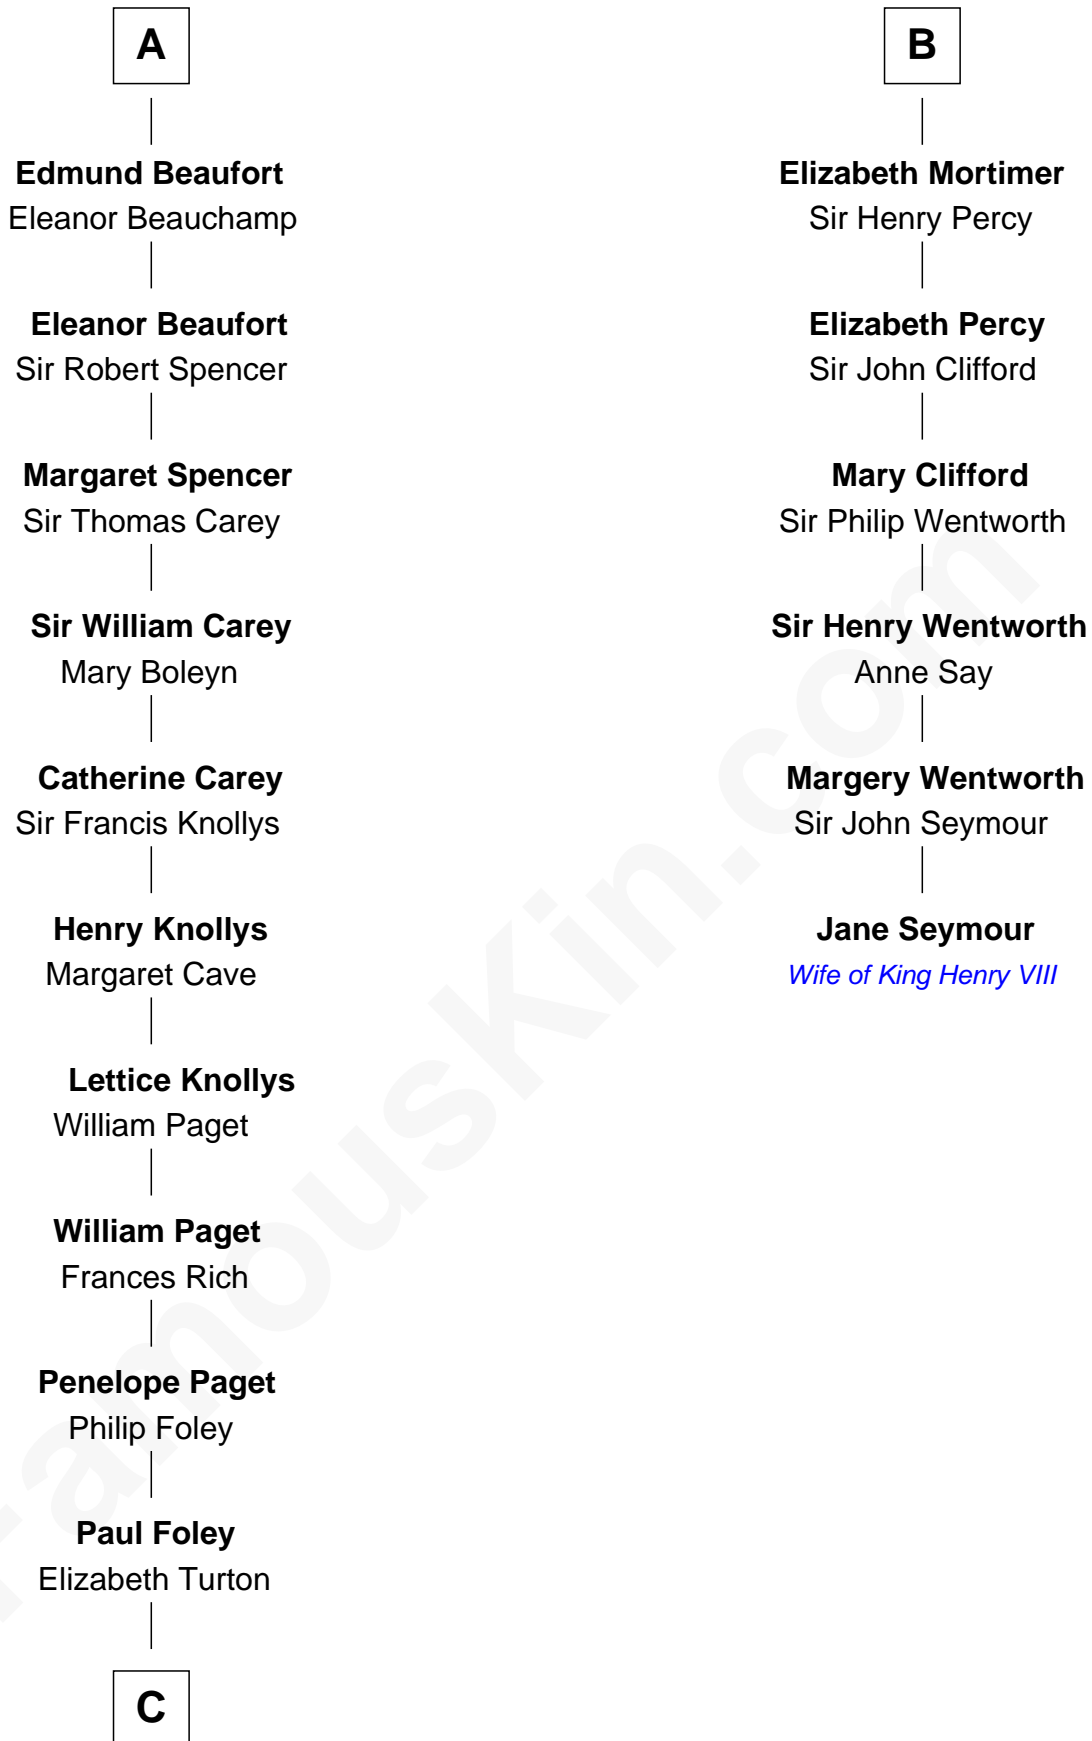 A
Edmund Beaufort
Eleanor Beauchamp
Eleanor Beaufort
Sir Robert Spencer
Margaret Spencer
Sir Thomas Carey
Sir William Carey
Mary Boleyn
Catherine Carey
Sir Francis Knollys
Henry Knollys
Margaret Cave
Lettice Knollys
William Paget
William Paget
Frances Rich
Penelope Paget
Philip Foley
Paul Foley
Elizabeth Turton
C
B
Elizabeth Mortimer
Sir Henry Percy
Elizabeth Percy
Sir John Clifford
Mary Clifford
Sir Philip Wentworth
Sir Henry Wentworth
Anne Say
Margery Wentworth
Sir John Seymour
Jane Seymour
Wife of King Henry VIII
FamousKin.com